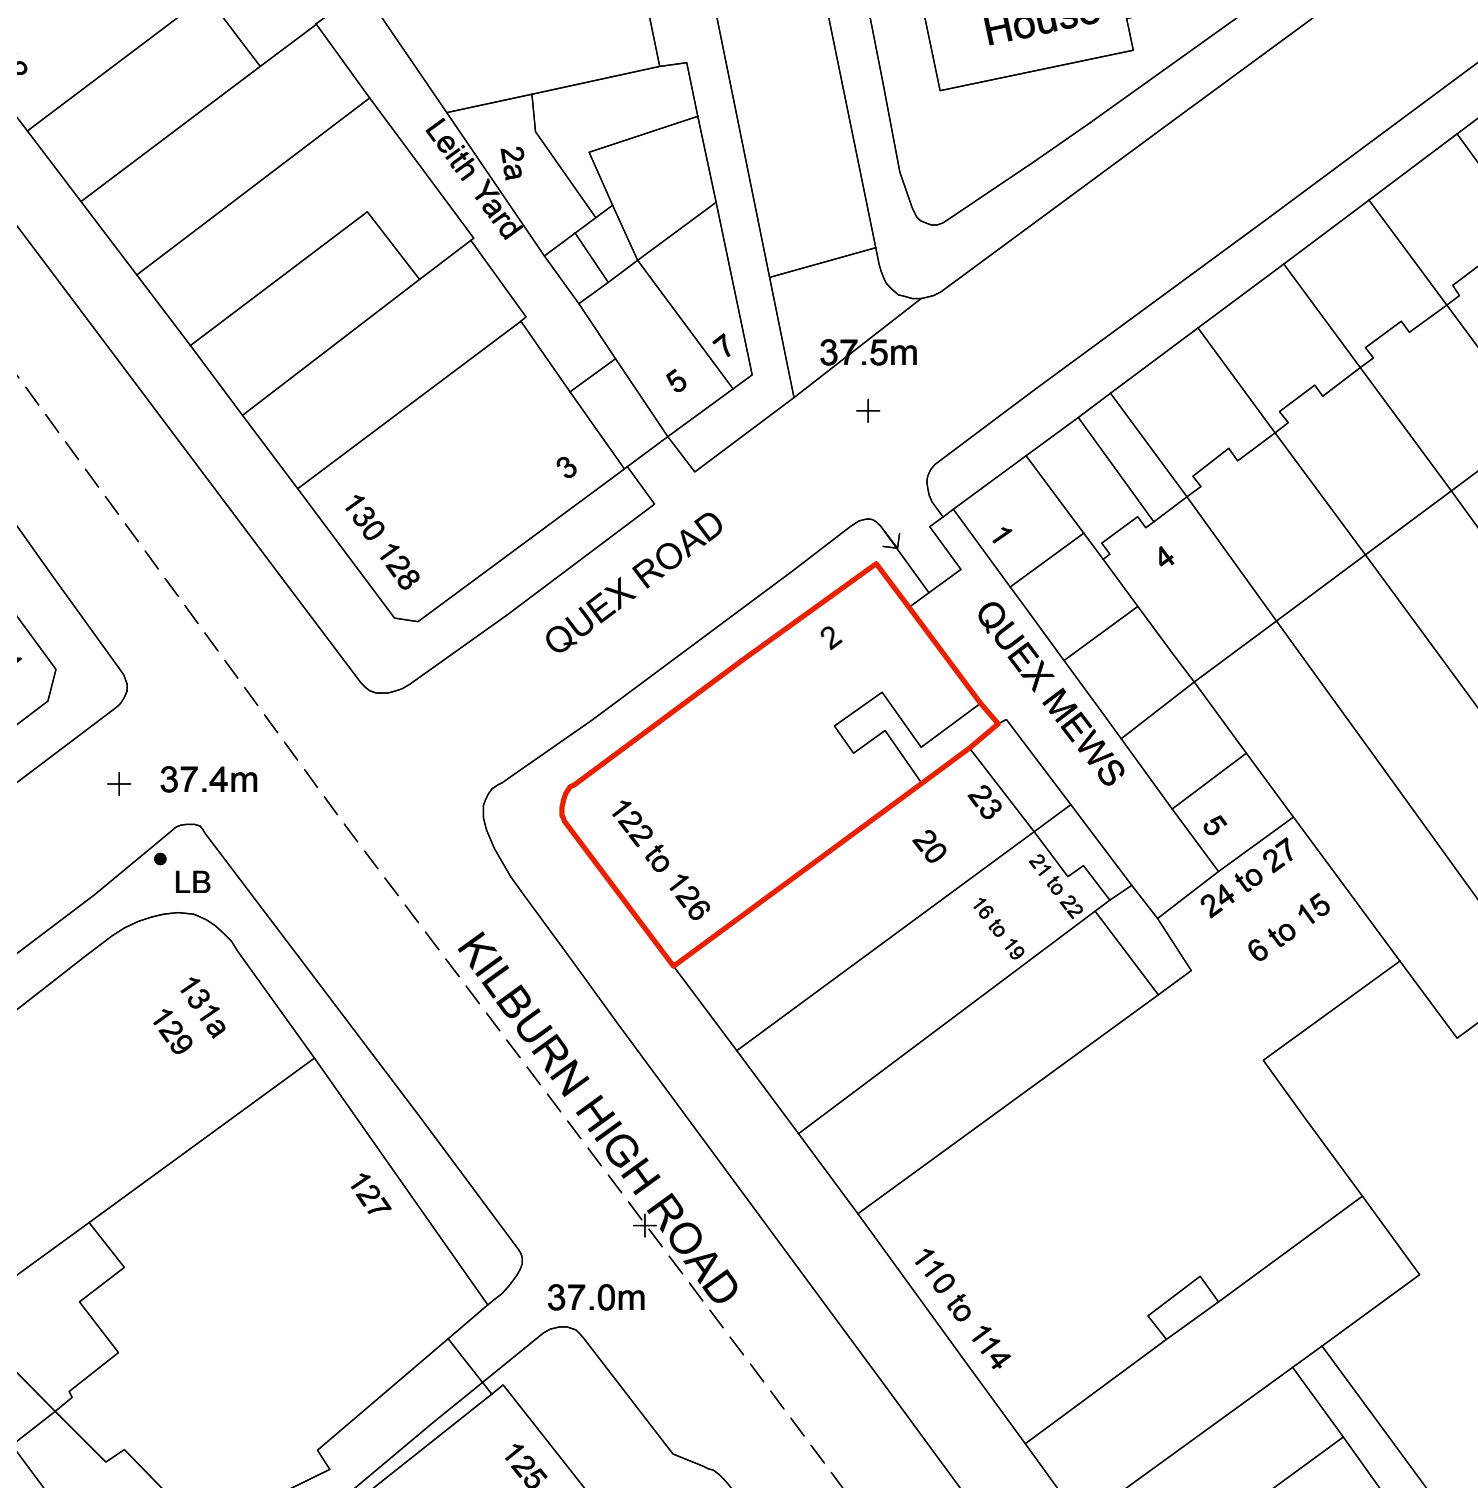 House
Leith Yard
2a
7
5
3
37.5m
130 128
QUEX ROAD
1
4
2
QUEX MEWS
37.4m
122 to 126
23
20
21 to 22
16 to 19
5
24 to 27
6 to 15
LB
KILBURN HIGH ROAD
131a
129
127
37.0m
110 to 114
125